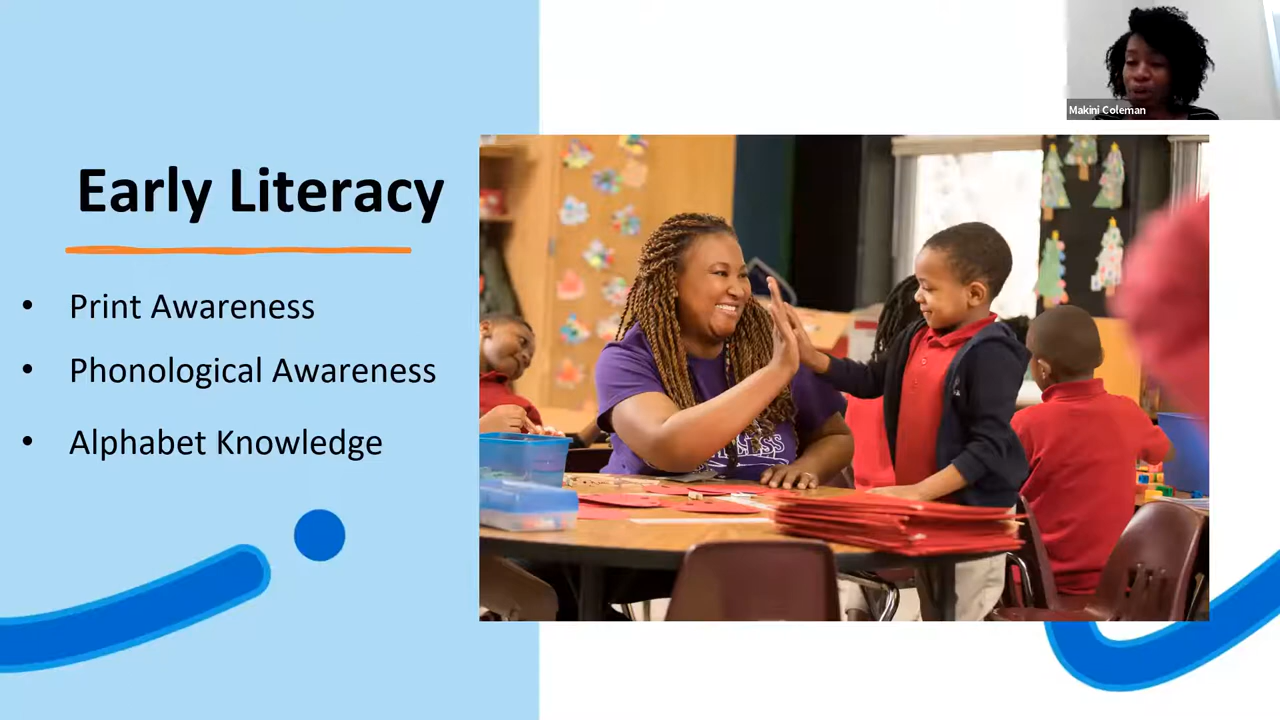 Makini Coleman
Early Literacy
• Print Awareness
• Phonological Awareness
• Alphabet Knowledge